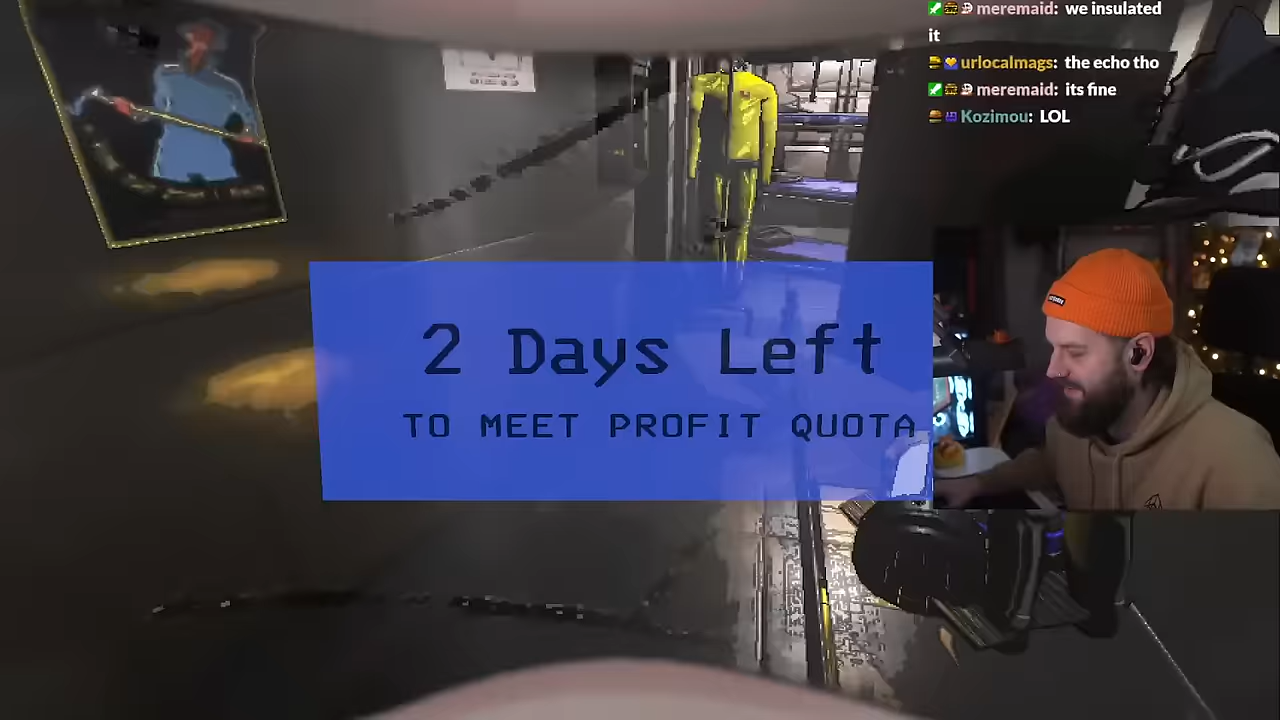 meremaid: we insulated
it
urlocalmags: the echo tho
meremaid: its fine
Kozimou: LOL
2 Days Left
TO MEET PROFIT QUOTA